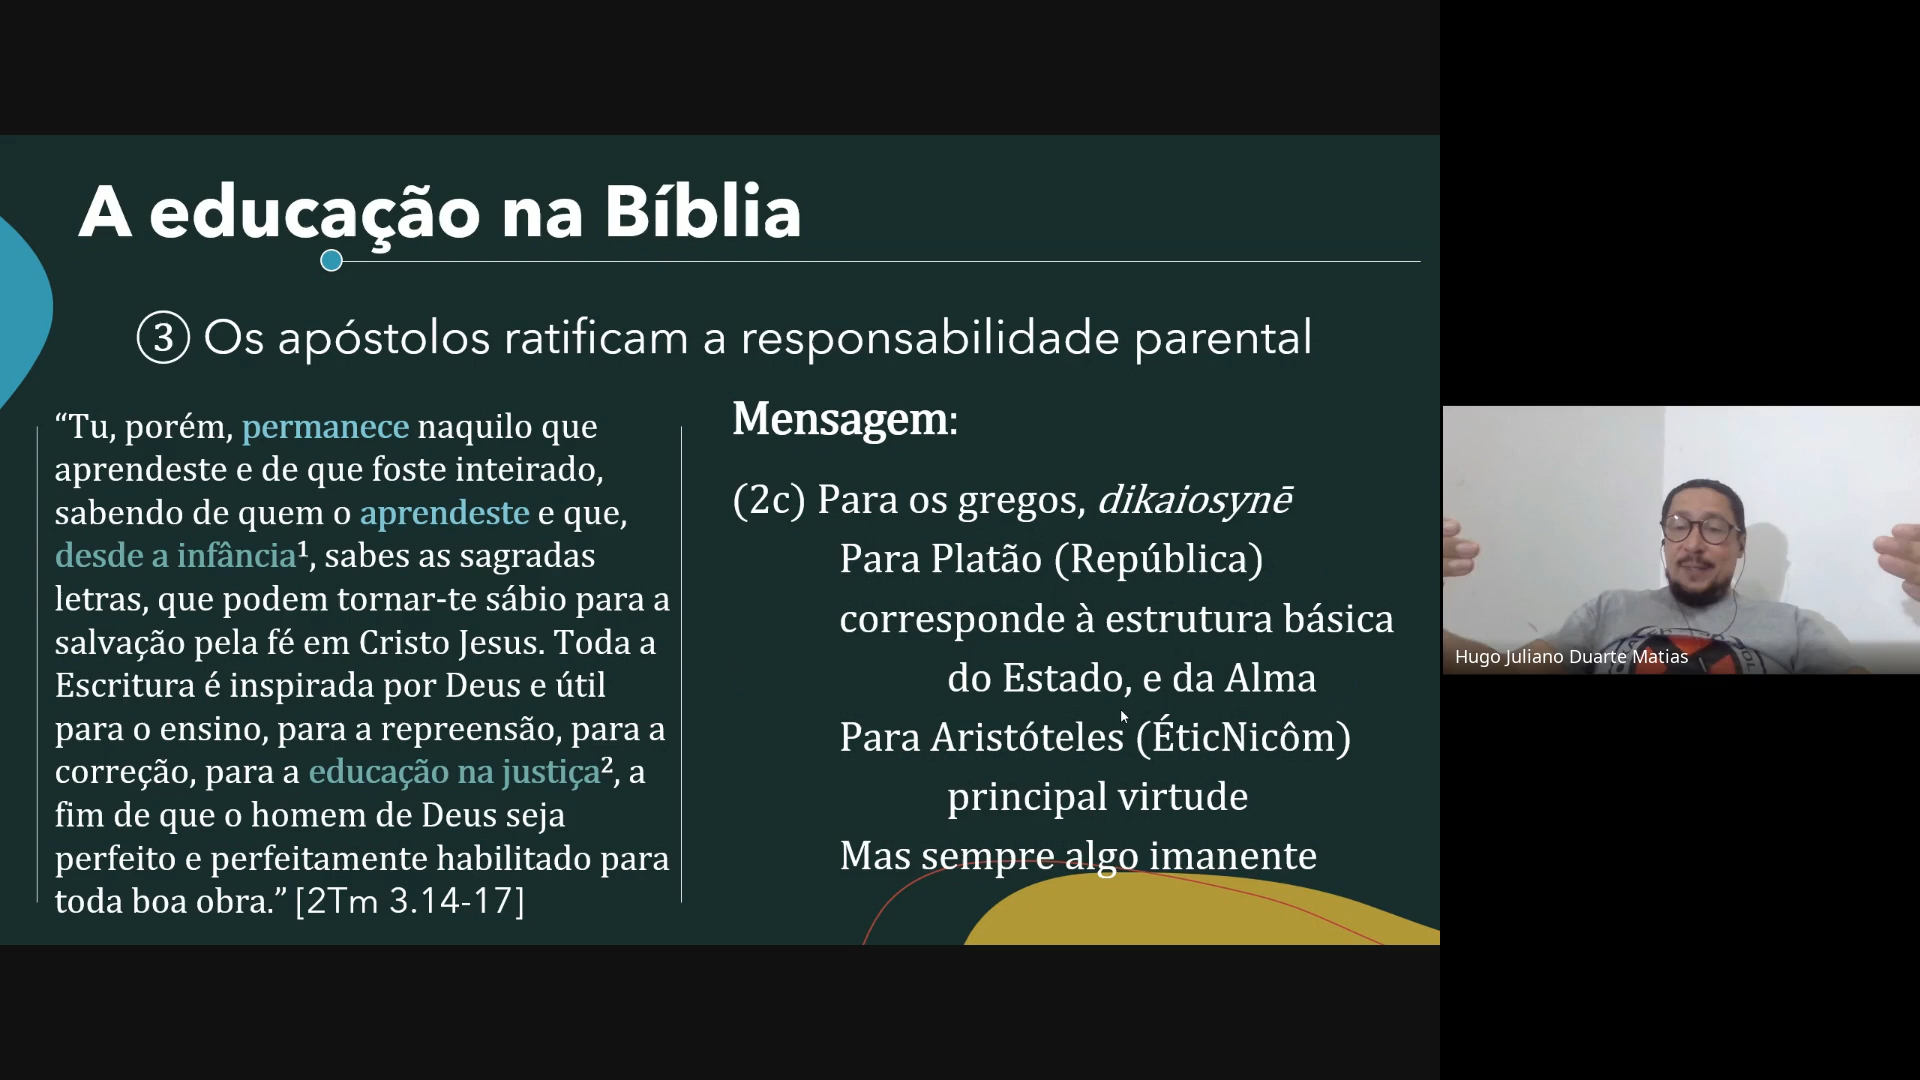 A educação na Bíblia
③ Os apóstolos ratificam a responsabilidade parental
“Tu, porém, permanece naquilo que
aprendeste e de que foste inteirado,
sabendo de quem o aprendeste e que,
desde a infância¹, sabes as sagradas
letras, que podem tornar-te sábio para a
salvação pela fé em Cristo Jesus. Toda a
Escritura é inspirada por Deus e útil
para o ensino, para a repreensão, para a
correção, para a educação na justiça², a
fim de que o homem de Deus seja
perfeito e perfeitamente habilitado para
toda boa obra.” [2Tm 3.14-17]
Mensagem:
(2c) Para os gregos, dikaiosynē
Para Platão (República)
corresponde à estrutura básica
do Estado, e da Alma
Para Aristóteles (ÉticNicôm)
principal virtude
Mas sempre algo imanente
Hugo Juliano Duarte Matias